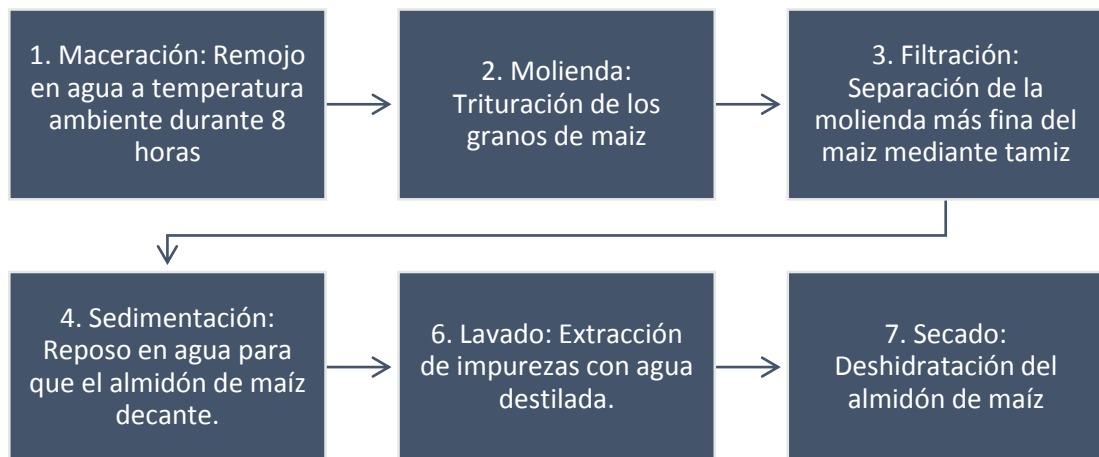 1. Maceración: Remojo
en agua a temperatura
ambiente durante 8
horas
2. Molienda:
Trituración de los
granos de maiz
3. Filtración:
Separación de la
molienda más fina del
maiz mediante tamiz
4. Sedimentación:
Reposo en agua para
que el almidón de maíz
decante.
6. Lavado: Extracción
de impurezas con agua
destilada.
7. Secado:
Deshidratación del
almidón de maíz